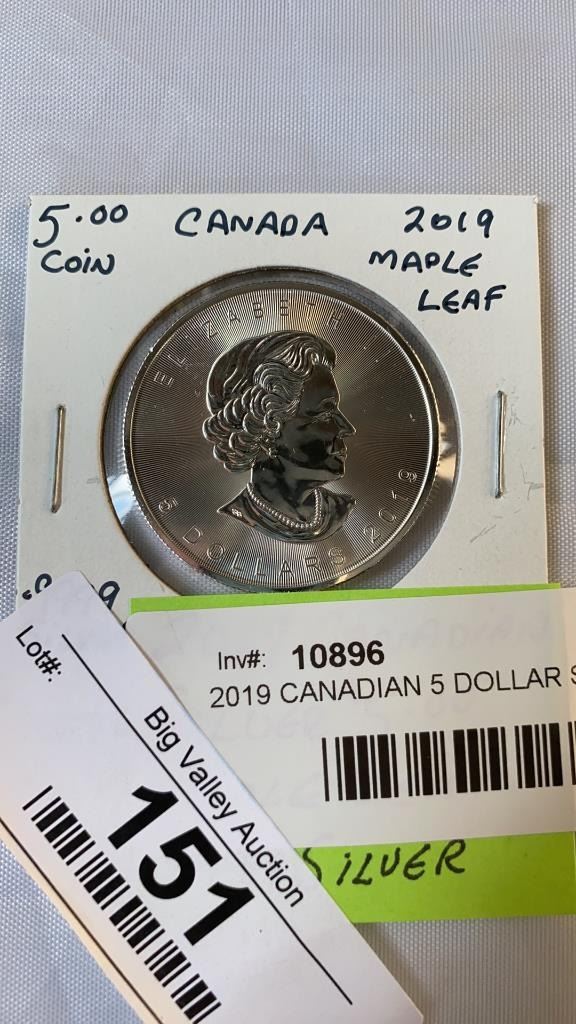 5.00 CANADA 2019
COIN MAPLE
LEAF
ELIZABETH II
5 DOLLARS 2019
Inv#: 10896
2019 CANADIAN 5 DOLLAR S
Lot#:
Big Valley Auction
151
SILVER